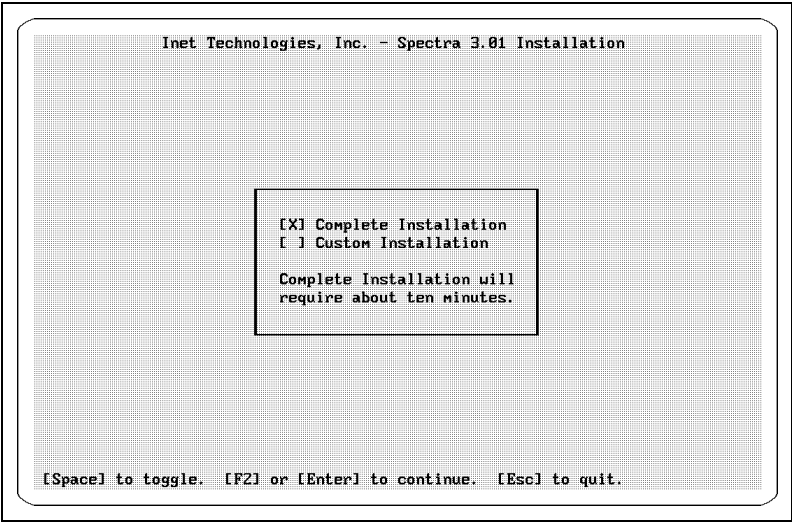 Inet Technologies, Inc. - Spectra 3.01 Installation
[X] Complete Installation
[ ] Custom Installation
Complete Installation will
require about ten minutes.
[Space] to toggle. [F2] or [Enter] to continue. [Esc] to quit.